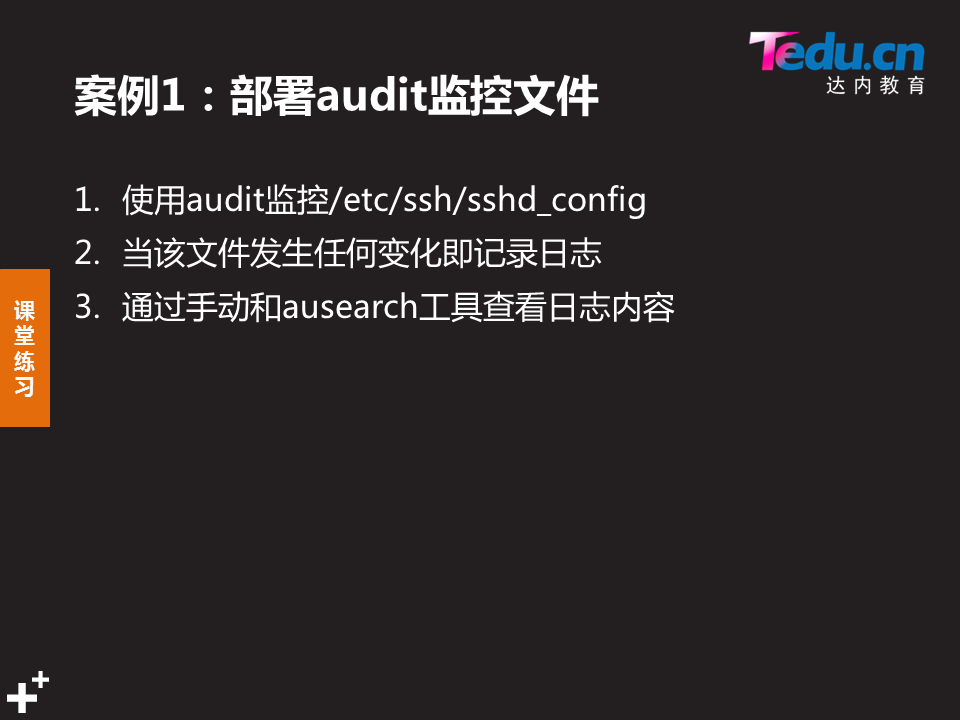 Tedu.cn
达内教育
案例1：部署audit监控文件
1. 使用audit监控/etc/ssh/sshd_config
2. 当该文件发生任何变化即记录日志
3. 通过手动和ausearch工具查看日志内容
课
堂
练
习